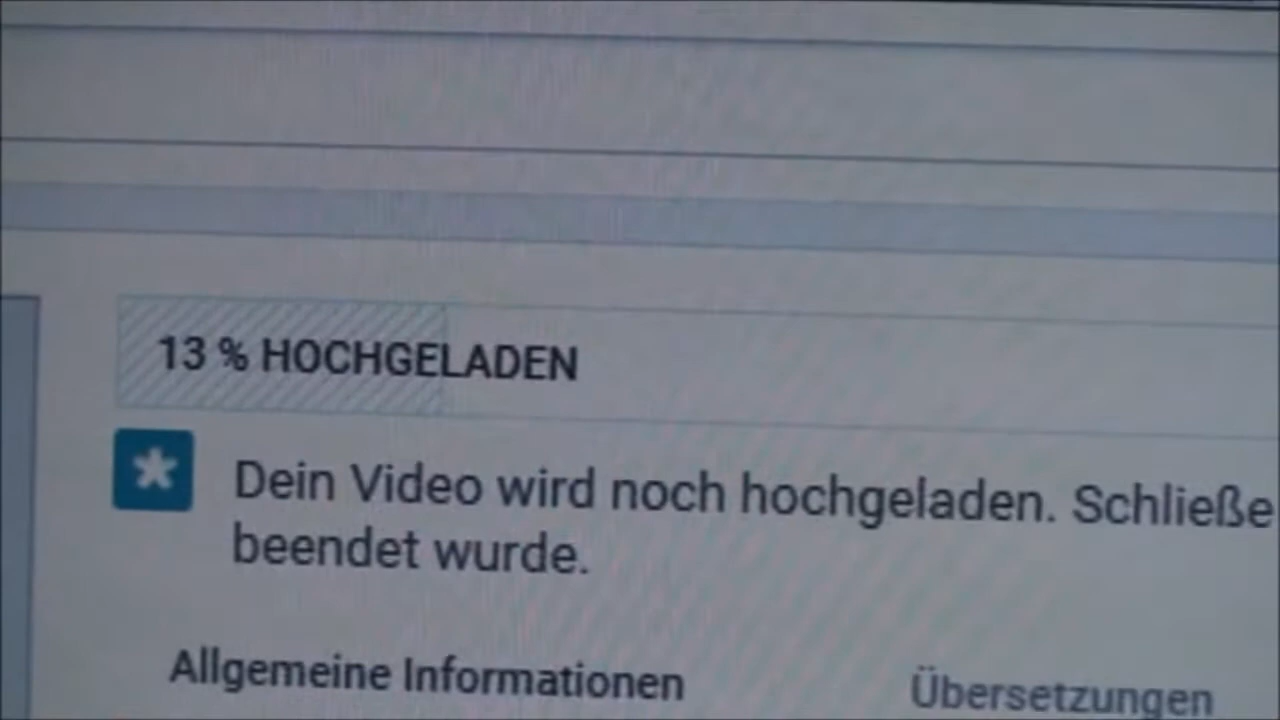 13 % HOCHGELADEN
Dein Video wird noch hochgeladen. Schließe
beendet wurde.
Allgemeine Informationen
Übersetzungen